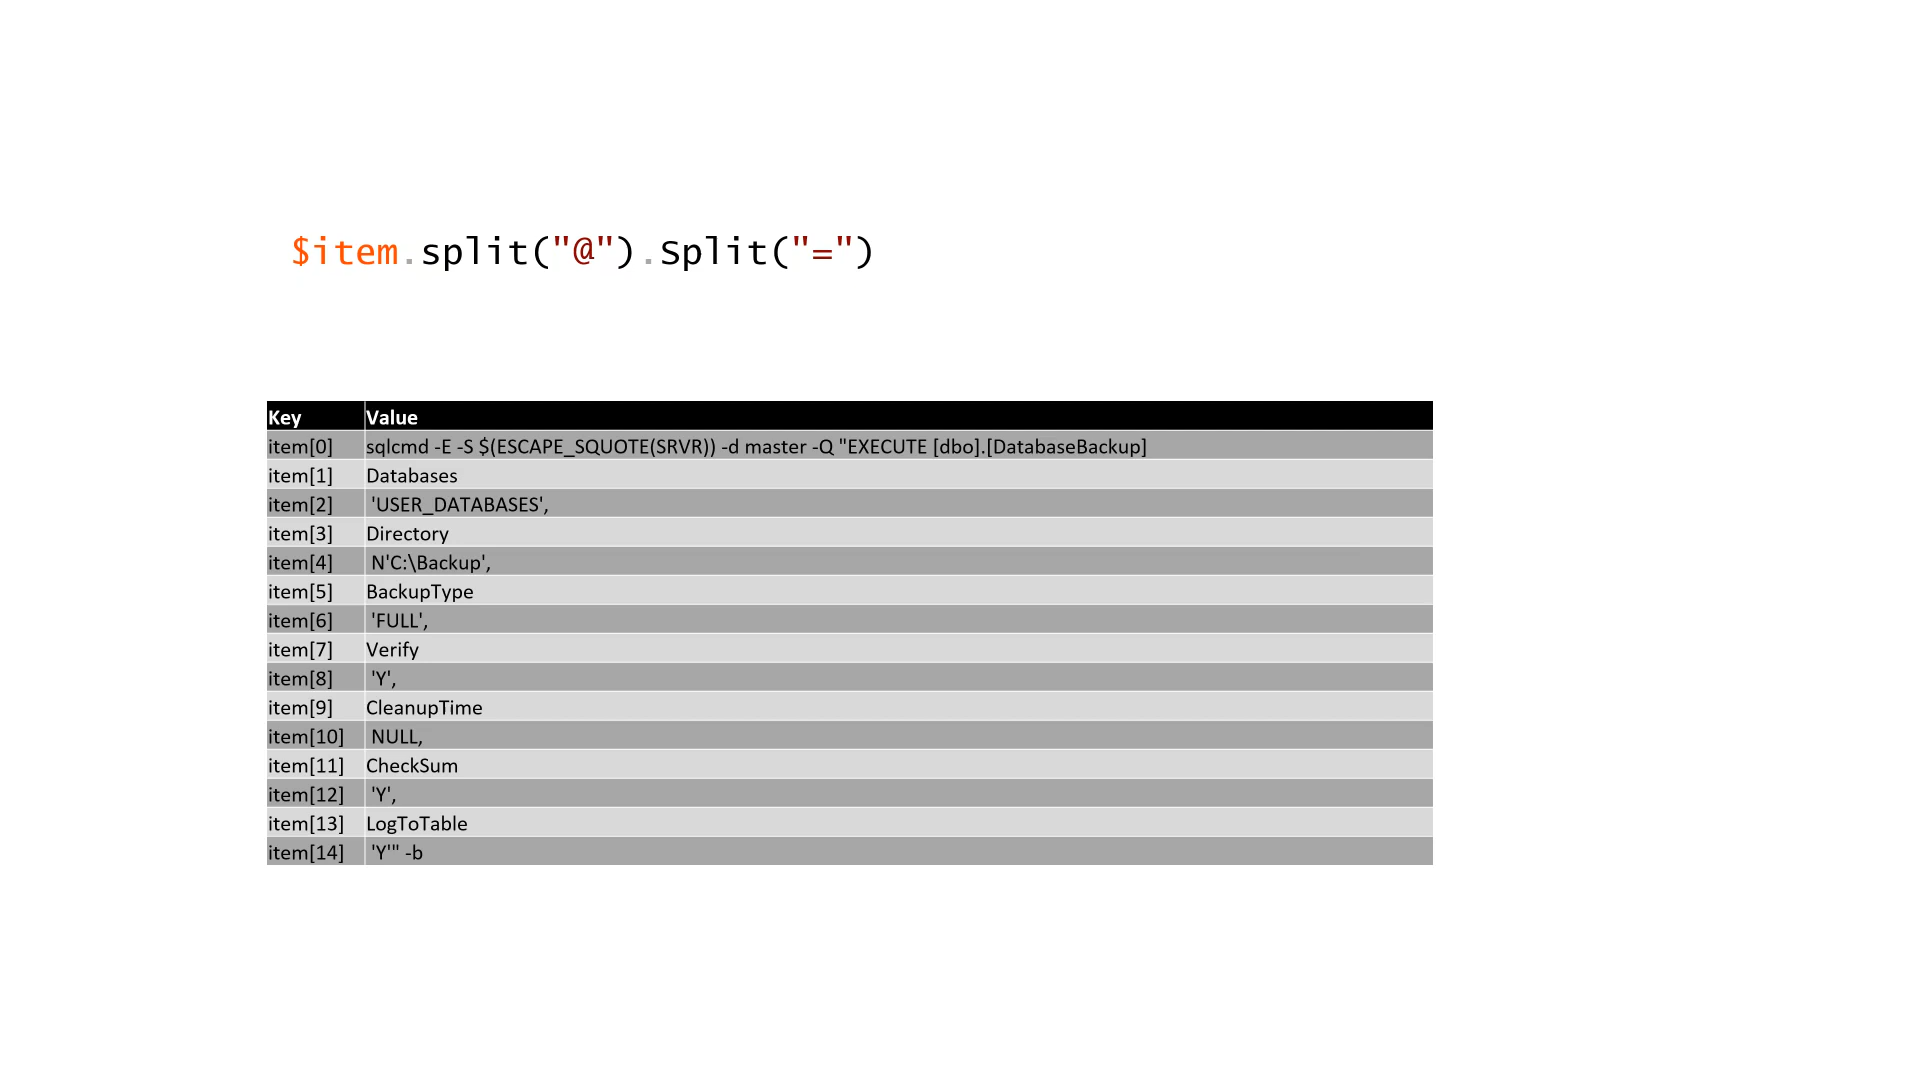 $item.split("@").Split("=")
Key Value
item[0] sqlcmd -E -S $(ESCAPE_SQUOTE(SRVR)) -d master -Q "EXECUTE [dbo].[DatabaseBackup]
item[1] Databases
item[2] 'USER_DATABASES',
item[3] Directory
item[4] N'C:\Backup',
item[5] BackupType
item[6] 'FULL',
item[7] Verify
item[8] 'Y',
item[9] CleanupTime
item[10] NULL,
item[11] CheckSum
item[12] 'Y',
item[13] LogToTable
item[14] 'Y'" -b